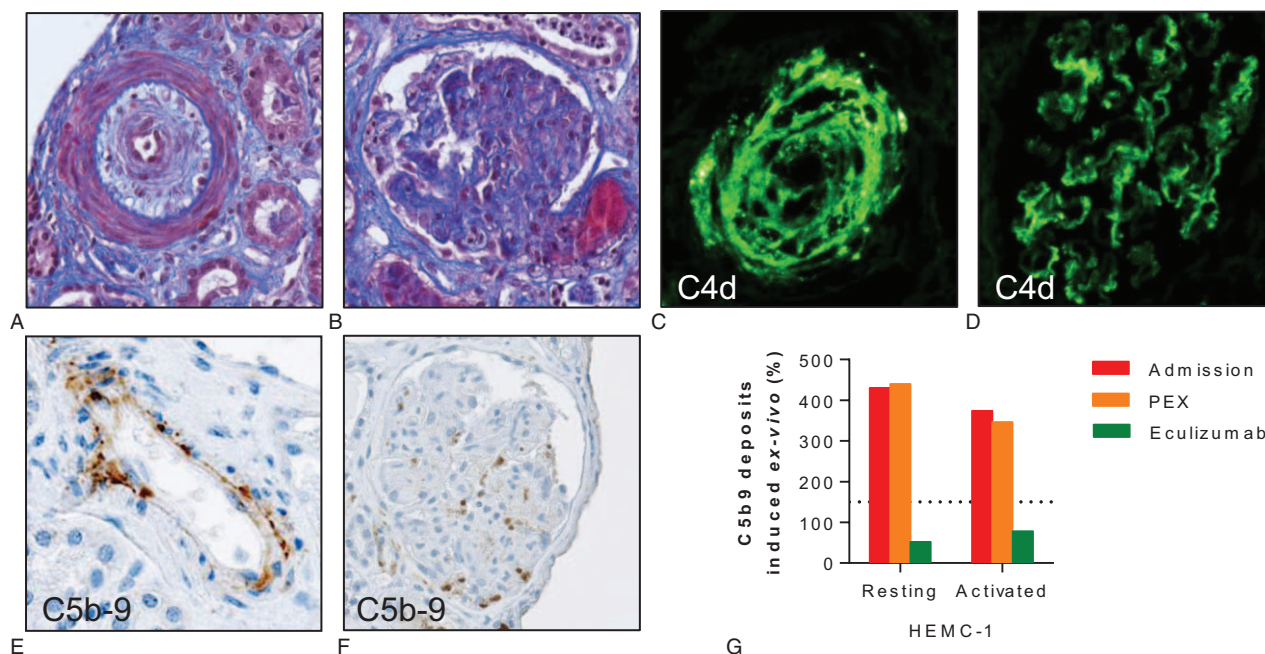 A
B
C4d
C
C4d
D
C5b-9
E
C5b-9
F
C5b9 deposits
induced ex-vivo (%)
500
400
300
200
100
0
Resting Activated
HEMC-1
G
Admission
PEX
Eculizumab